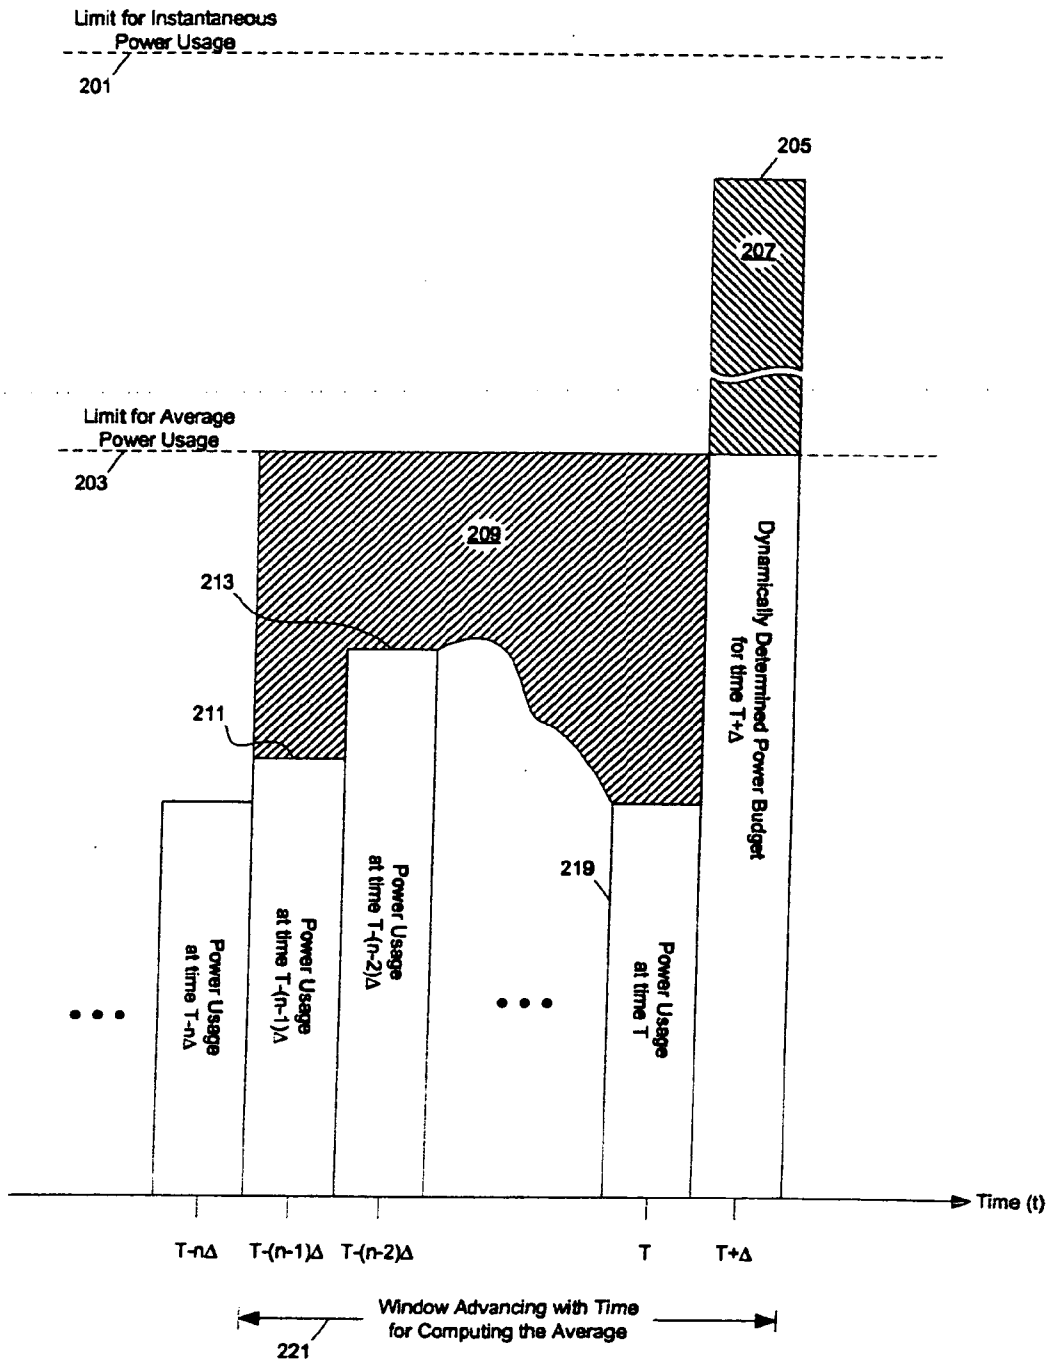 Limit for Instantaneous
Power Usage
201
205
207
Limit for Average
Power Usage
203
209
213
211
219
Dynamically Determined Power Budget
for time T+Δ
Power Usage
at time T-(n-2)Δ
Power Usage
at time T-(n-1)Δ
Power Usage
at time T-nΔ
Power Usage
at time T
•••
•••
Time (t)
T-nΔ T-(n-1)Δ T-(n-2)Δ T T+Δ
Window Advancing with Time
for Computing the Average
221